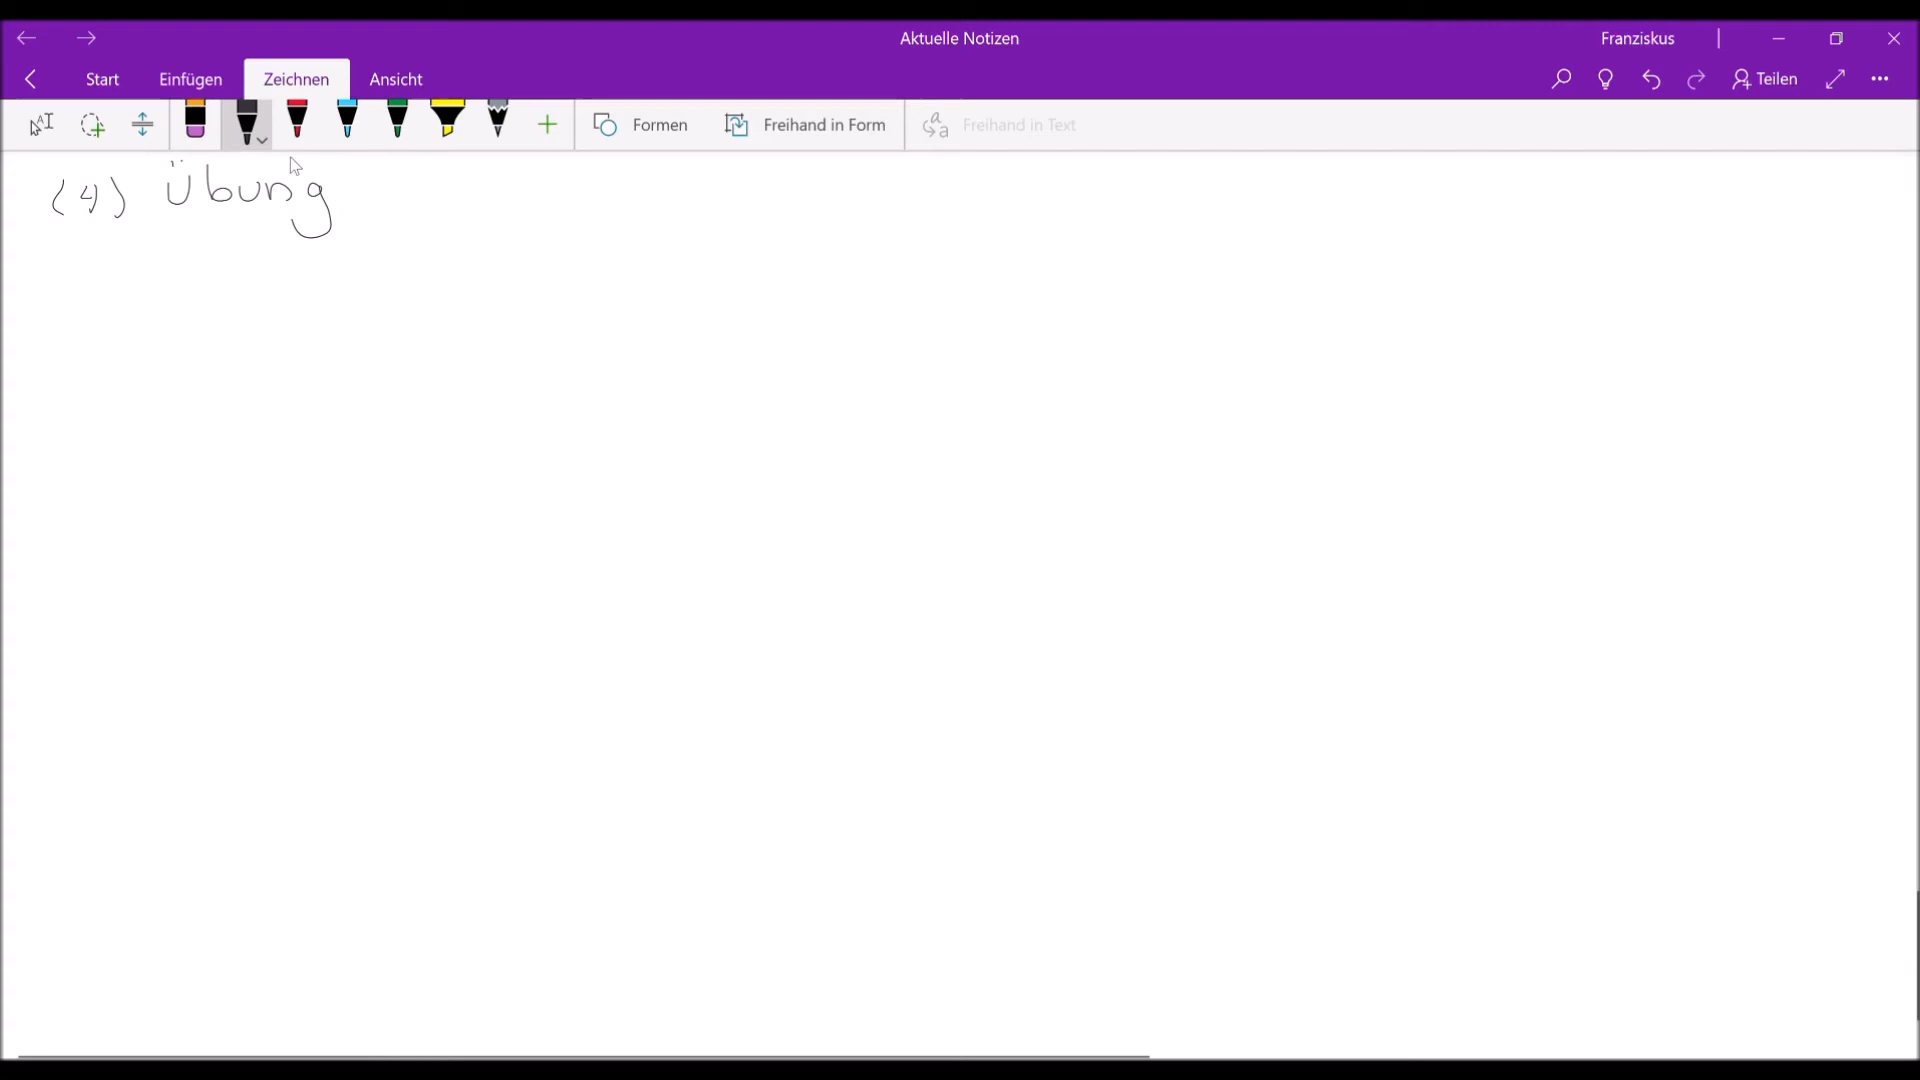 Aktuelle Notizen
Franziskus
Start Einfügen Zeichnen Ansicht
Teilen
Formen Freihand in Form Freihand in Text
(4) Übung